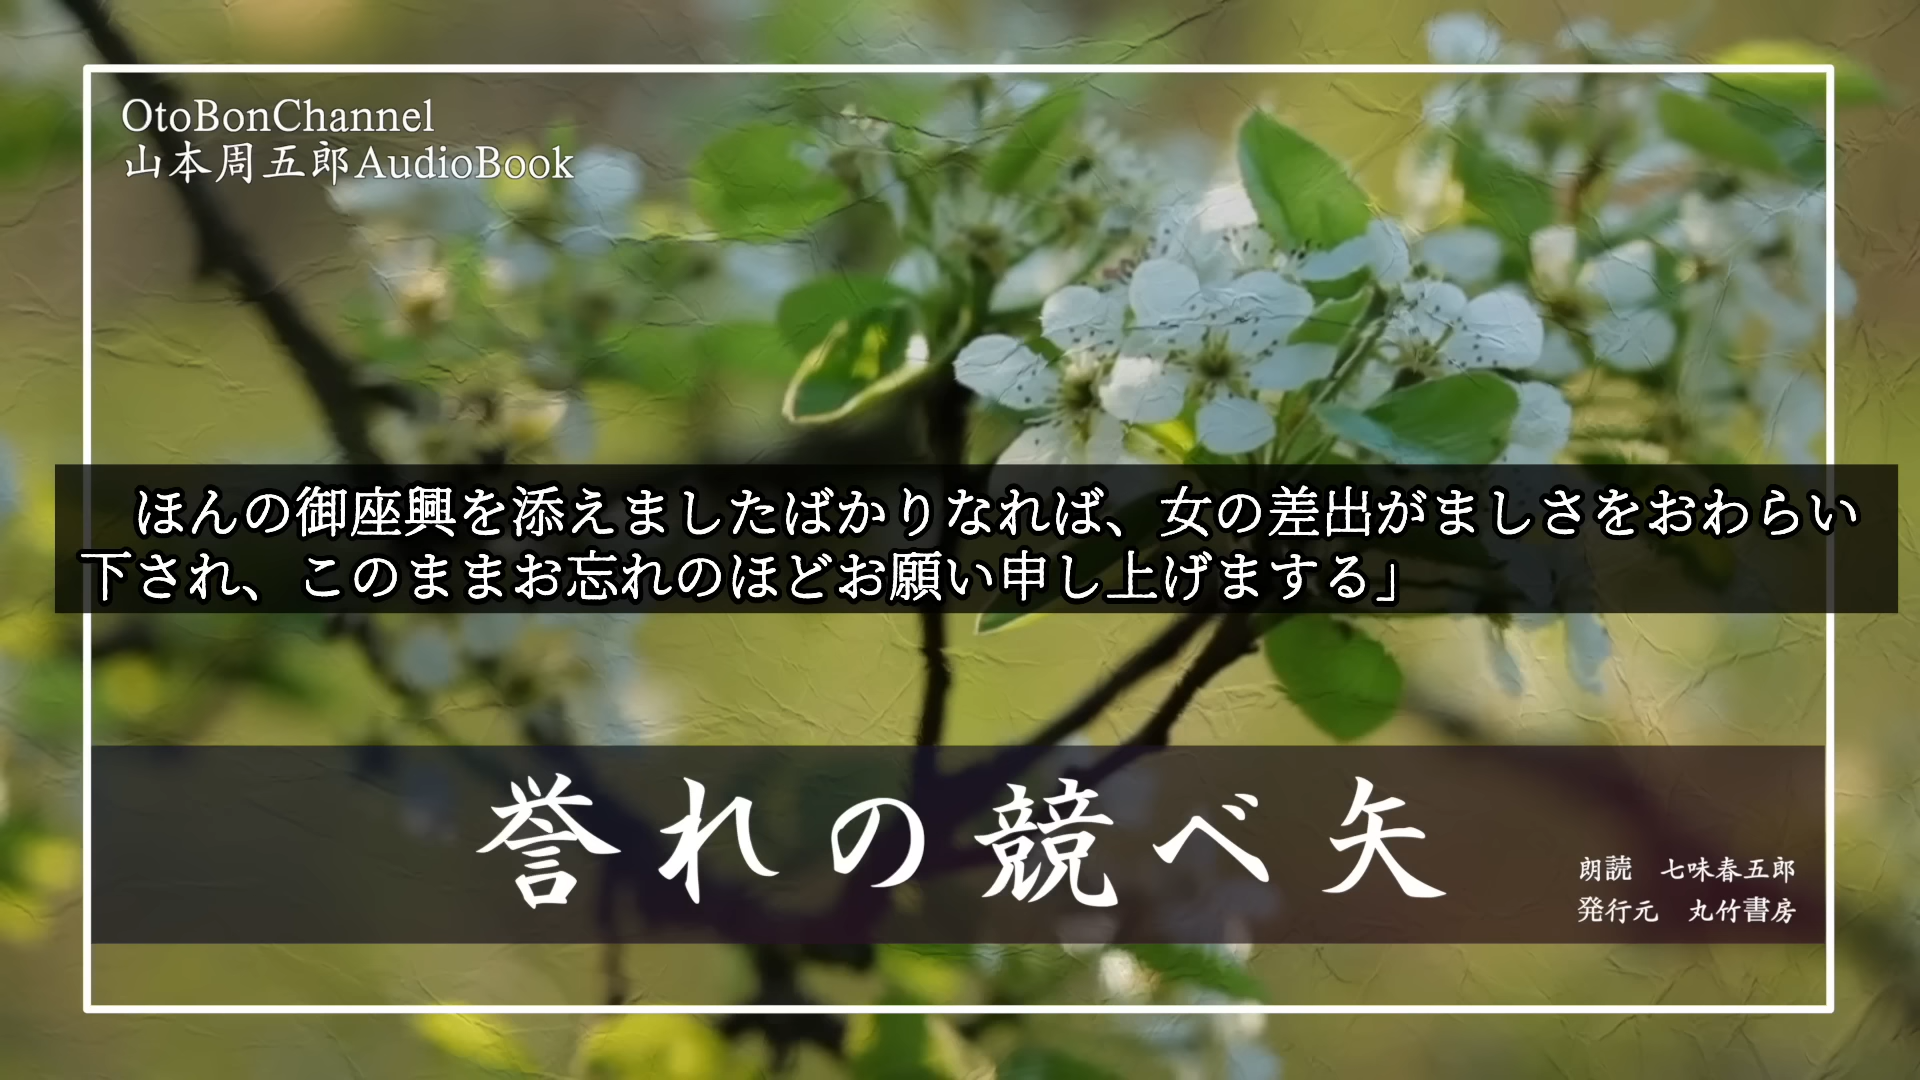 OtoBonChannel
山本周五郎AudioBook
ほんの御座興を添えましたばかりなれば、女の差出がましさをおわらい
下され、このままお忘れのほどお願い申し上げまする」
誉れの競べ矢
朗読　七味春五郎
発行元　丸竹書房